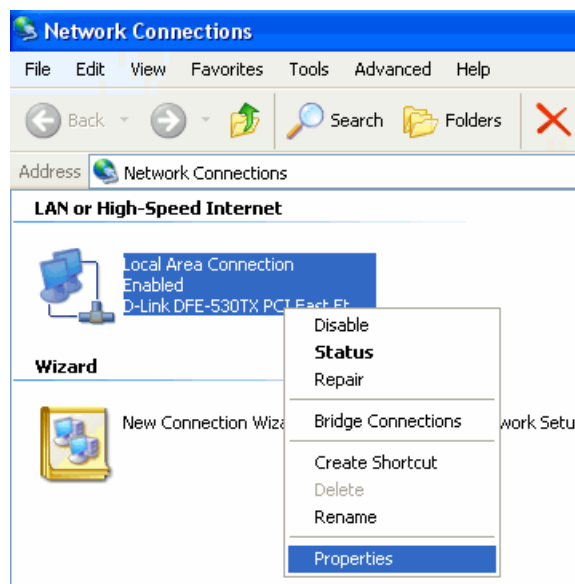 Network Connections
File Edit View Favorites Tools Advanced Help
Back Search Folders
Address Network Connections
LAN or High-Speed Internet
Local Area Connection
Enabled
D-Link DFE-530TX PCI Fast Et
Disable
Status
Repair
Bridge Connections
Create Shortcut
Delete
Rename
Properties
Wizard
New Connection Wiza
work Setu